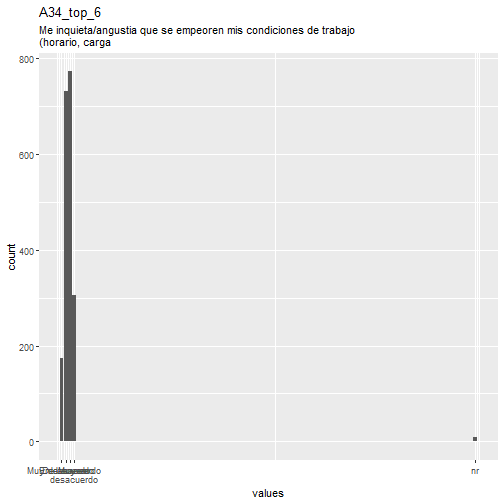 A34_top_6
Me inquieta/angustia que se empeoren mis condiciones de trabajo
(horario, carga
800
600
400
200
0
count
nr
desacuerdo
values